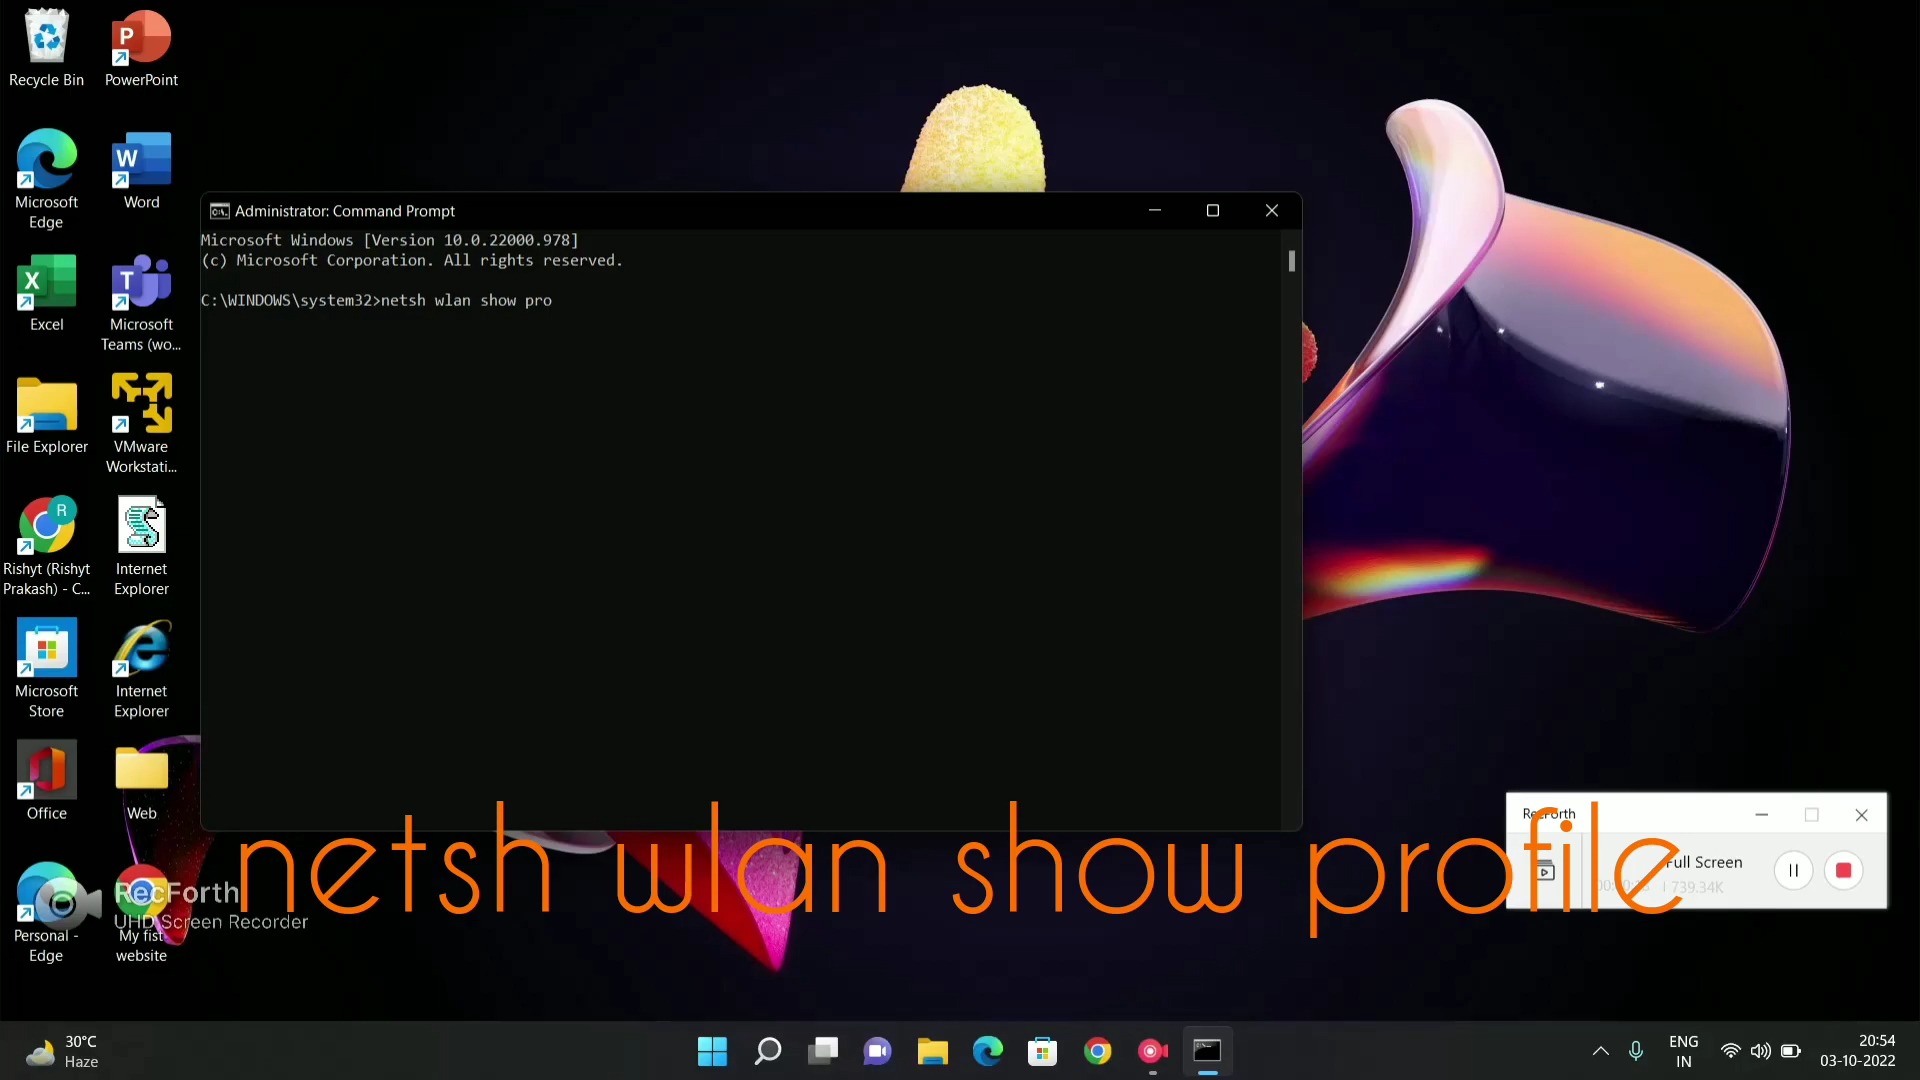 Recycle Bin
PowerPoint
Microsoft
Edge
Word
Excel
Microsoft
Teams (wo...
File Explorer
VMware
Workstati...
Rishyt (Rishyt
Prakash) - C...
Internet
Explorer
Microsoft
Store
Internet
Explorer
Office
Web
Personal -
Edge
My fist
website
Administrator: Command Prompt
Microsoft Windows [Version 10.0.22000.978]
(c) Microsoft Corporation. All rights reserved.
C:\WINDOWS\system32>netsh wlan show pro
netsh wlan show profile
RecForth
UHD Screen Recorder
RecForth
Full Screen
739.34K
30°C
Haze
ENG
IN
20:54
03-10-2022